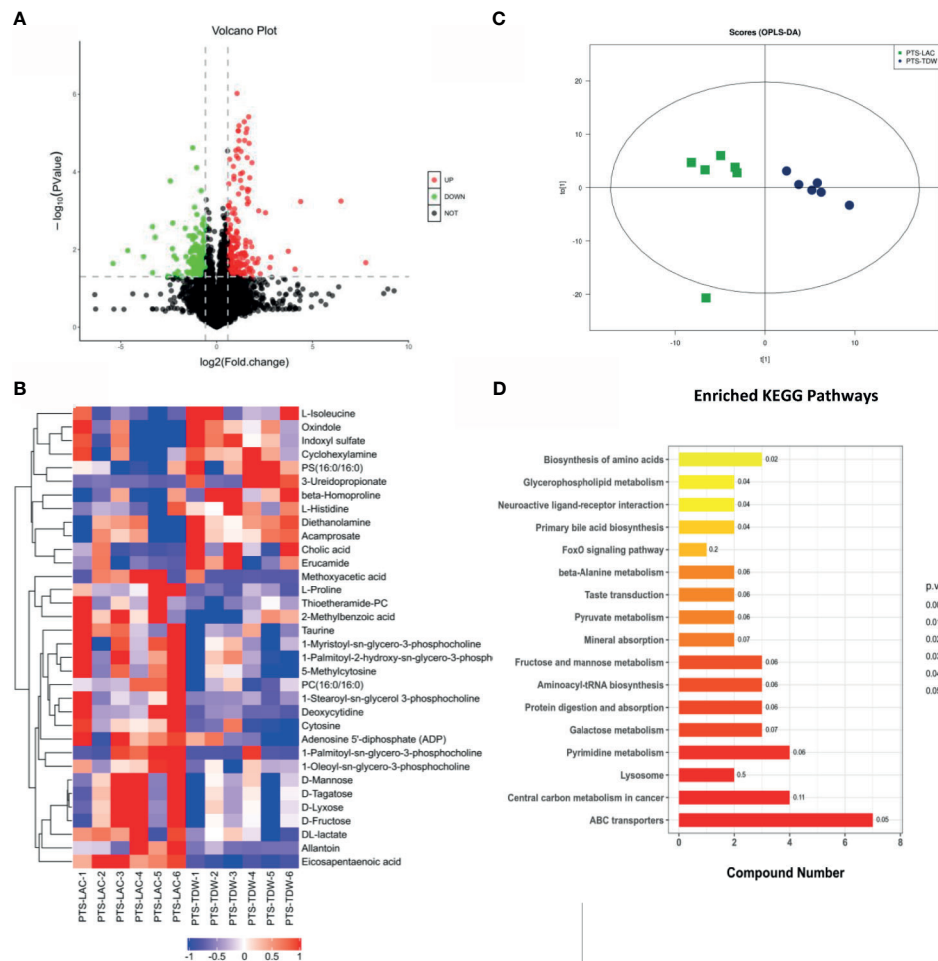 A
Volcano Plot
6
4
2
0
-5
0
5
10
− log₁₀(PValue)
log2(Fold.change)
UP
DOWN
NOT
C
Scores (OPLS-DA)
PTS-LAC
PTS-TDW
20
10
0
-10
-20
to[1]
-10
0
10
t[1]
B
L-Isoleucine
Oxindole
Indoxyl sulfate
Cyclohexylamine
PS(16:0/16:0)
3-Ureidopropionate
beta-Homoproline
L-Histidine
Diethanolamine
Acamprosate
Cholic acid
Erucamide
Methoxyacetic acid
L-Proline
Thioetheramide-PC
2-Methylbenzoic acid
Taurine
1-Myristoyl-sn-glycero-3-phosphocholine
1-Palmitoyl-2-hydroxy-sn-glycero-3-phosph
5-Methylcytosine
PC(16:0/16:0)
1-Stearoyl-sn-glycerol 3-phosphocholine
Deoxycytidine
Cytosine
Adenosine 5'-diphosphate (ADP)
1-Palmitoyl-sn-glycero-3-phosphocholine
1-Oleoyl-sn-glycero-3-phosphocholine
D-Mannose
D-Tagatose
D-Lyxose
D-Fructose
DL-lactate
Allantoin
Eicosapentaenoic acid
PTS-LAC-1
PTS-LAC-2
PTS-LAC-3
PTS-LAC-4
PTS-LAC-5
PTS-LAC-6
PTS-TDW-1
PTS-TDW-2
PTS-TDW-3
PTS-TDW-4
PTS-TDW-5
PTS-TDW-6
-1 -0.5 0 0.5 1
D
Enriched KEGG Pathways
Biosynthesis of amino acids 0.02
Glycerophospholipid metabolism 0.04
Neuroactive ligand-receptor interaction 0.04
Primary bile acid biosynthesis 0.04
FoxO signaling pathway 0.2
beta-Alanine metabolism 0.06
Taste transduction 0.06
Pyruvate metabolism 0.06
Mineral absorption 0.07
Fructose and mannose metabolism 0.06
Aminoacyl-tRNA biosynthesis 0.06
Protein digestion and absorption 0.06
Galactose metabolism 0.07
Pyrimidine metabolism 0.06
Lysosome 0.5
Central carbon metabolism in cancer 0.11
ABC transporters 0.05
0 2 4 6 8
Compound Number
p.v
0.00
0.01
0.02
0.03
0.04
0.05